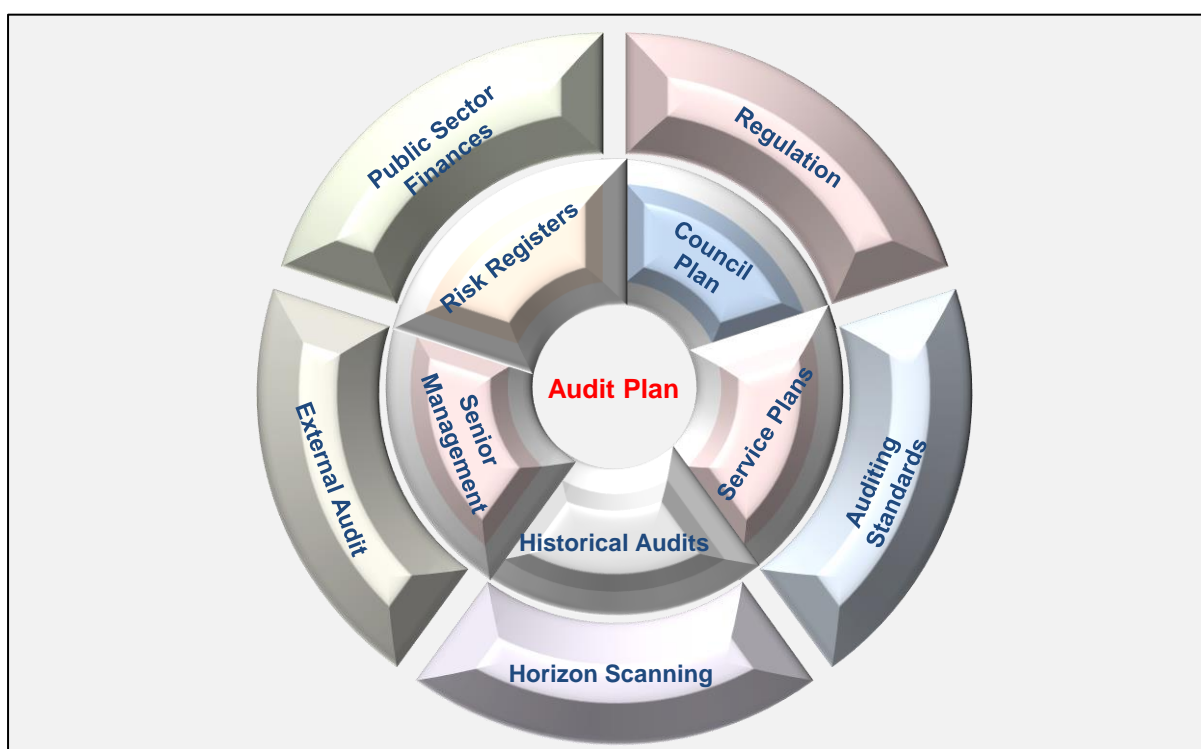 Public Sector
Finances
Regulation
Risk Registers
Council
Plan
Audit Plan
Senior
Management
Service Plans
External Audit
Auditing
Standards
Historical Audits
Horizon Scanning